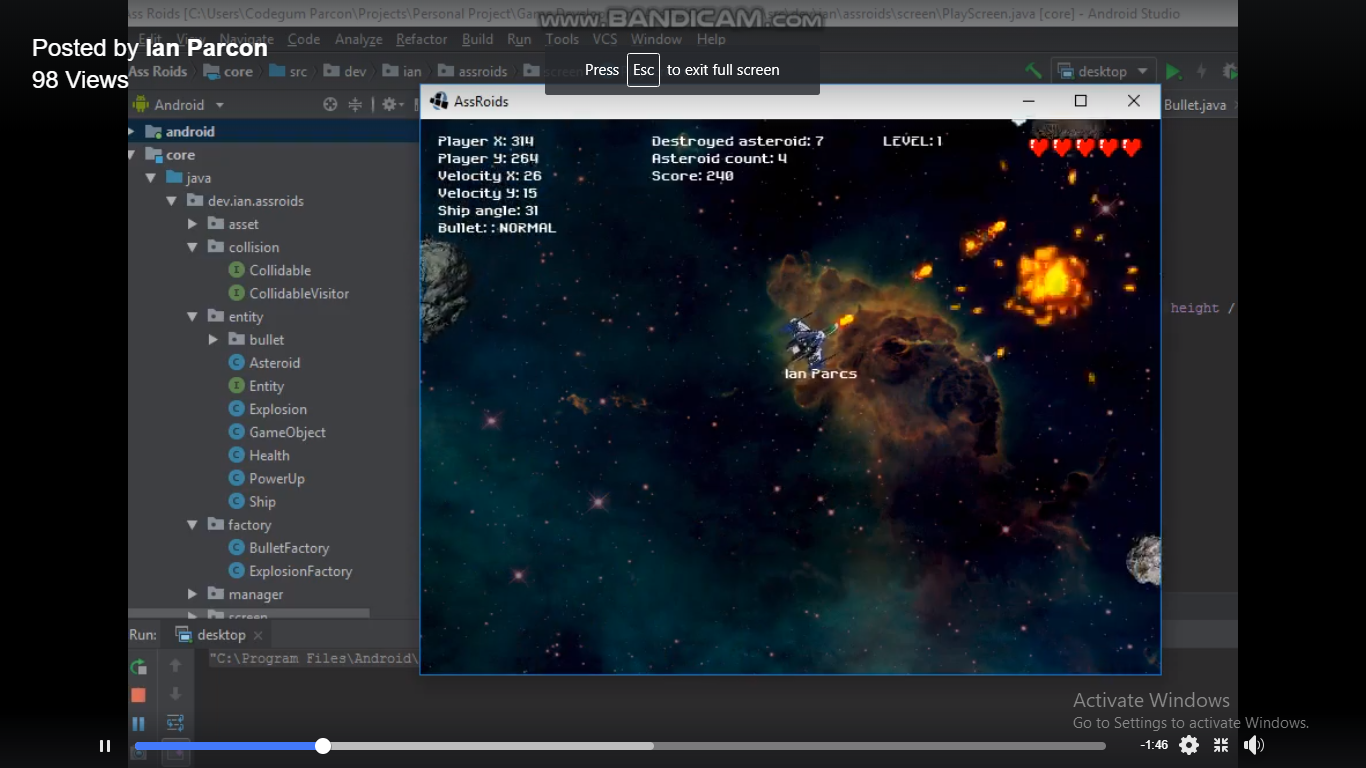 ss Roids [C:\Users\Codegum Parcon\Projects\Personal Project\Game
ian\assroids\screen\PlayScreen.java [core] - Android Studio
www.BANDICAM.com
Edit View Navigate Code Analyze Refactor Build Run Tools VCS Window Help
Posted by Ian Parcon
98 Views
Press Esc to exit full screen
Ass Roids core src dev ian assroids screen desktop
Android
AssRoids
Bullet.java
android
core
java
dev.ian.assroids
asset
collision
Collidable
CollidableVisitor
entity
bullet
Asteroid
Entity
Explosion
GameObject
Health
PowerUp
Ship
factory
BulletFactory
ExplosionFactory
manager
screen
Player X: 314
Player Y: 264
Velocity X: 26
Velocity Y: 15
Ship angle: 31
Bullet: : NORMAL
Destroyed asteroid: 7
Asteroid count: 4
Score: 240
LEVEL: 1
Ian Parcs
height /
Run: desktop
"C:\Program Files\Android\
Activate Windows
Go to Settings to activate Windows.
-1:46